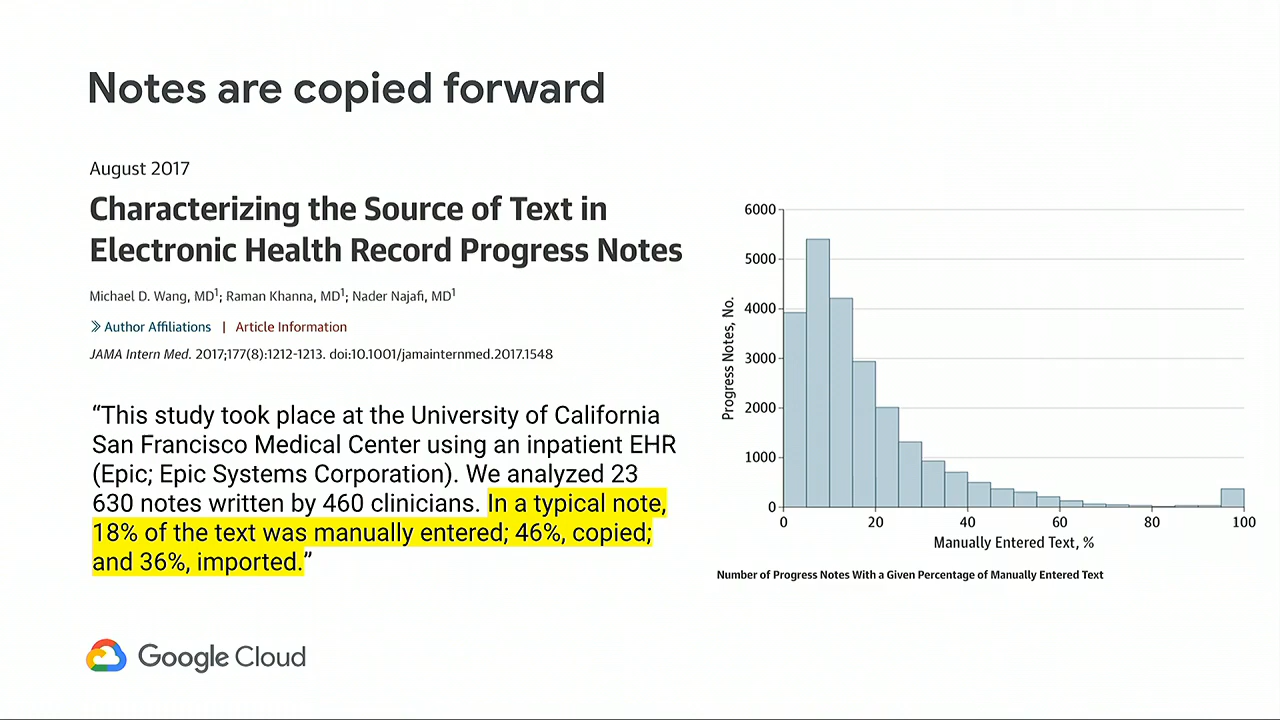 Notes are copied forward
August 2017
Characterizing the Source of Text in
Electronic Health Record Progress Notes
Michael D. Wang, MD1; Raman Khanna, MD1; Nader Najafi, MD1
Author Affiliations | Article Information
JAMA Intern Med. 2017;177(8):1212-1213. doi:10.1001/jamainternmed.2017.1548
“This study took place at the University of California
San Francisco Medical Center using an inpatient EHR
(Epic; Epic Systems Corporation). We analyzed 23
630 notes written by 460 clinicians. In a typical note,
18% of the text was manually entered; 46%, copied;
and 36%, imported.”
Progress Notes, No.
6000
5000
4000
3000
2000
1000
0
0 20 40 60 80 100
Manually Entered Text, %
Number of Progress Notes With a Given Percentage of Manually Entered Text
Google Cloud